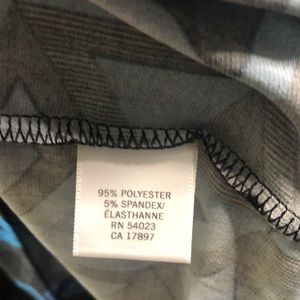 95% POLYESTER
5% SPANDEX/
ÉLASTHANNE
RN 54023
CA 17897